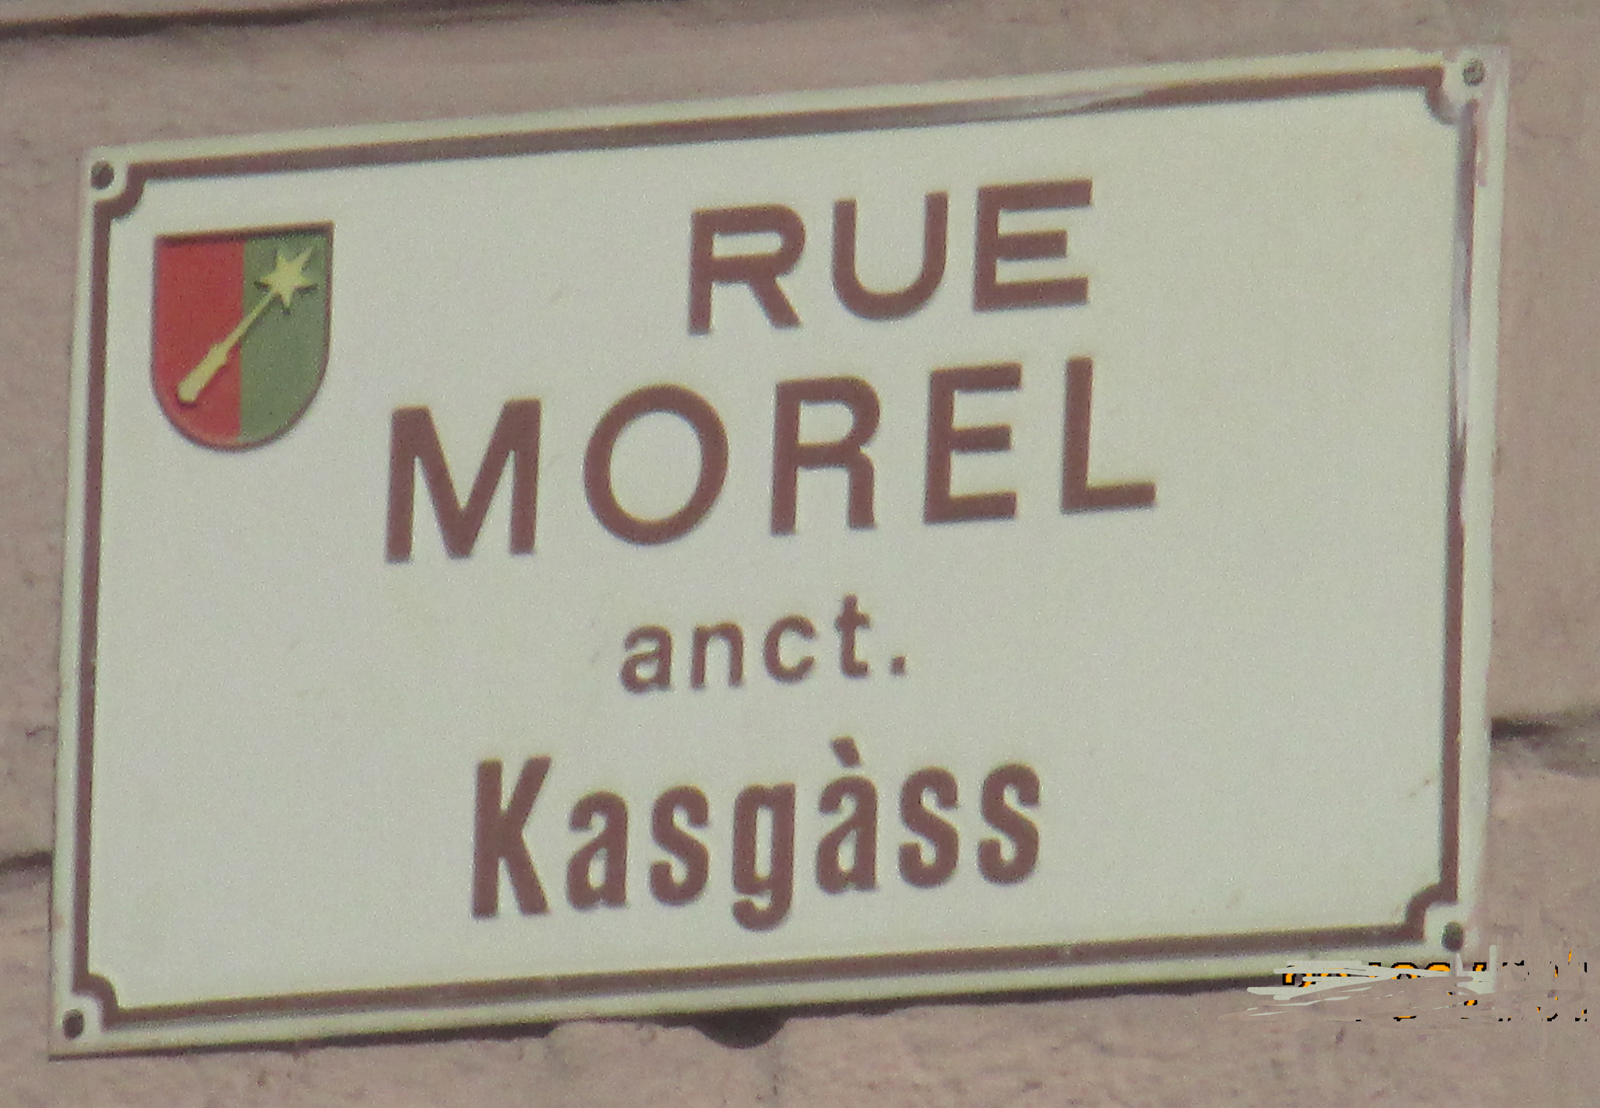 RUE
MOREL
anct.
Kasgàss